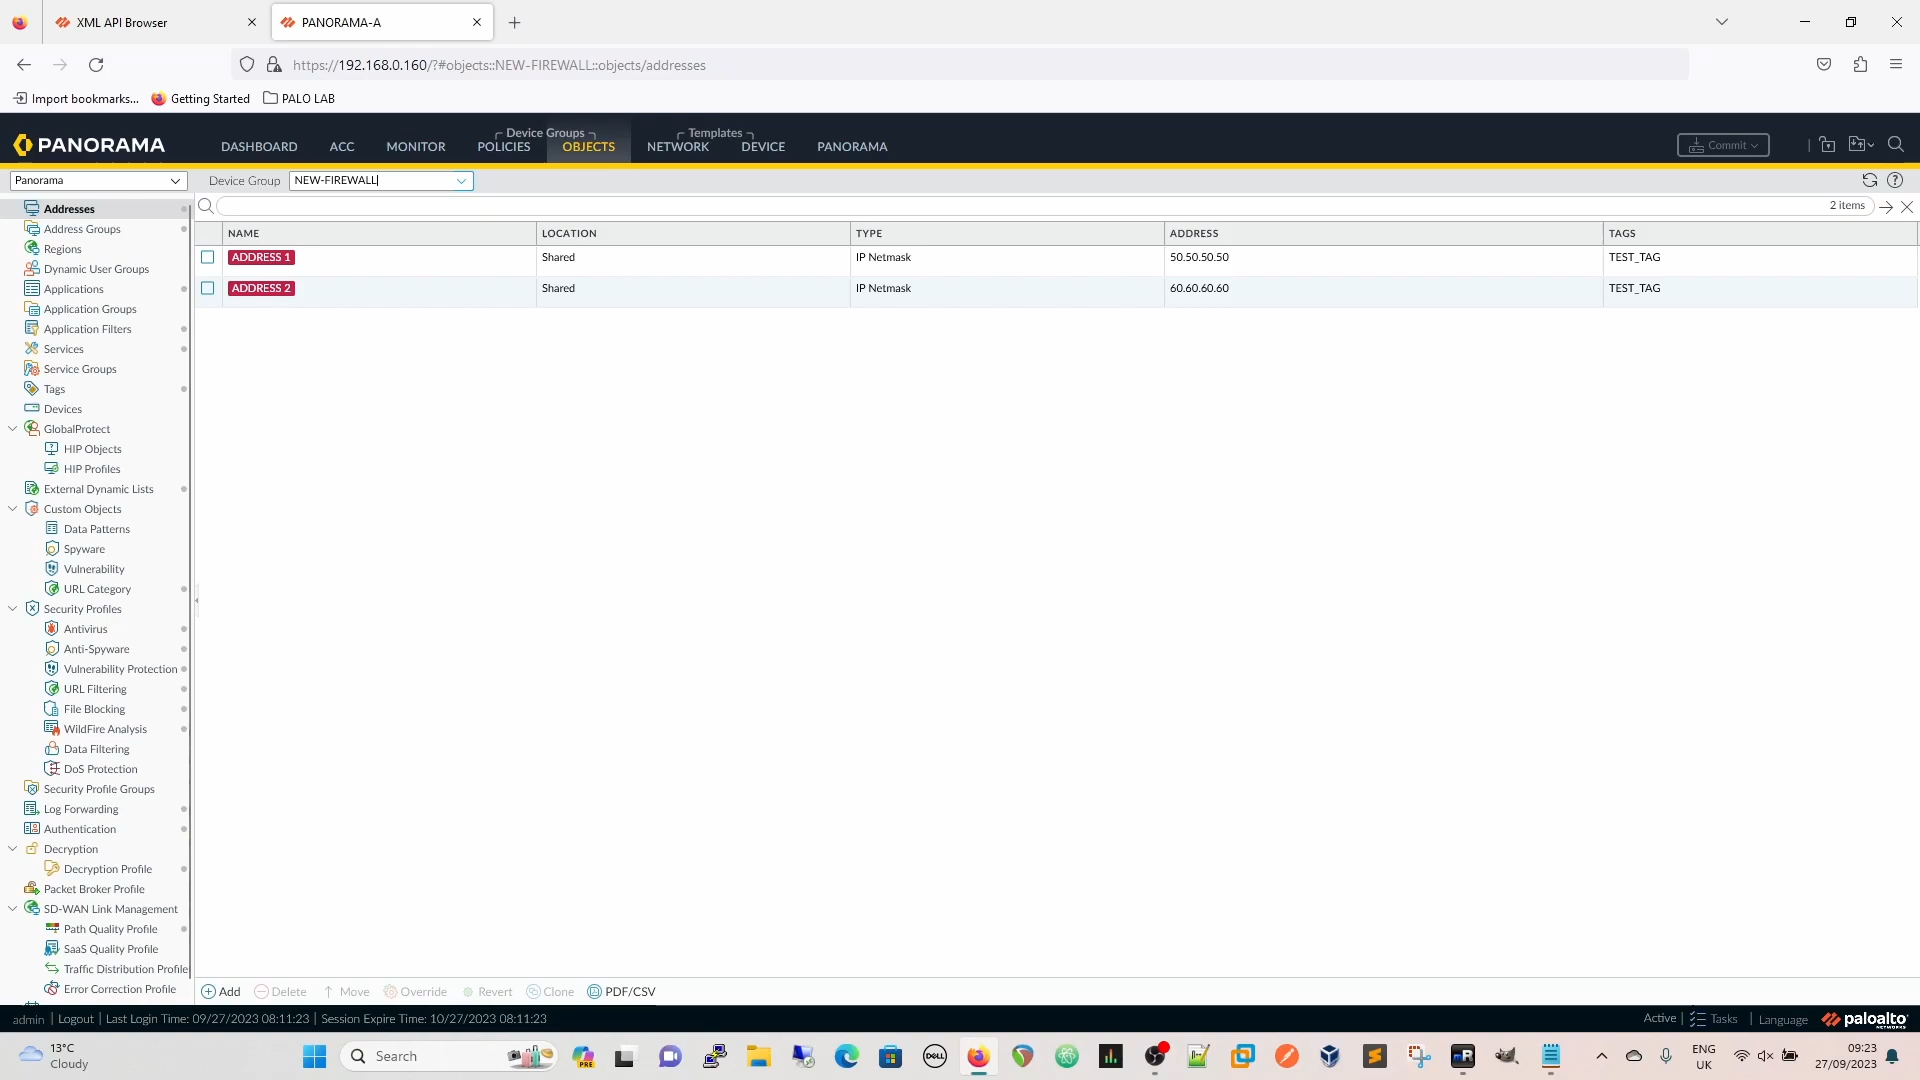 XML API Browser
PANORAMA-A
https://192.168.0.160/?#objects::NEW-FIREWALL::objects/addresses
Import bookmarks...
Getting Started
PALO LAB
PANORAMA
DASHBOARD
ACC
MONITOR
Device Groups
POLICIES
OBJECTS
Templates
NETWORK
DEVICE
PANORAMA
Commit
Panorama
Device Group
NEW-FIREWALL
2 items
Addresses
Address Groups
Regions
Dynamic User Groups
Applications
Application Groups
Application Filters
Services
Service Groups
Tags
Devices
GlobalProtect
HIP Objects
HIP Profiles
External Dynamic Lists
Custom Objects
Data Patterns
Spyware
Vulnerability
URL Category
Security Profiles
Antivirus
Anti-Spyware
Vulnerability Protection
URL Filtering
File Blocking
WildFire Analysis
Data Filtering
DoS Protection
Security Profile Groups
Log Forwarding
Authentication
Decryption
Decryption Profile
Packet Broker Profile
SD-WAN Link Management
Path Quality Profile
SaaS Quality Profile
Traffic Distribution Profile
Error Correction Profile
NAME LOCATION TYPE ADDRESS TAGS
ADDRESS 1 Shared IP Netmask 50.50.50.50 TEST_TAG
ADDRESS 2 Shared IP Netmask 60.60.60.60 TEST_TAG
Add Delete Move Override Revert Clone PDF/CSV
admin | Logout | Last Login Time: 09/27/2023 08:11:23 | Session Expire Time: 10/27/2023 08:11:23
Active | Tasks | Language
paloalto
NETWORKS
13°C
Cloudy
Search
PRE
DELL
ENG
UK
09:23
27/09/2023